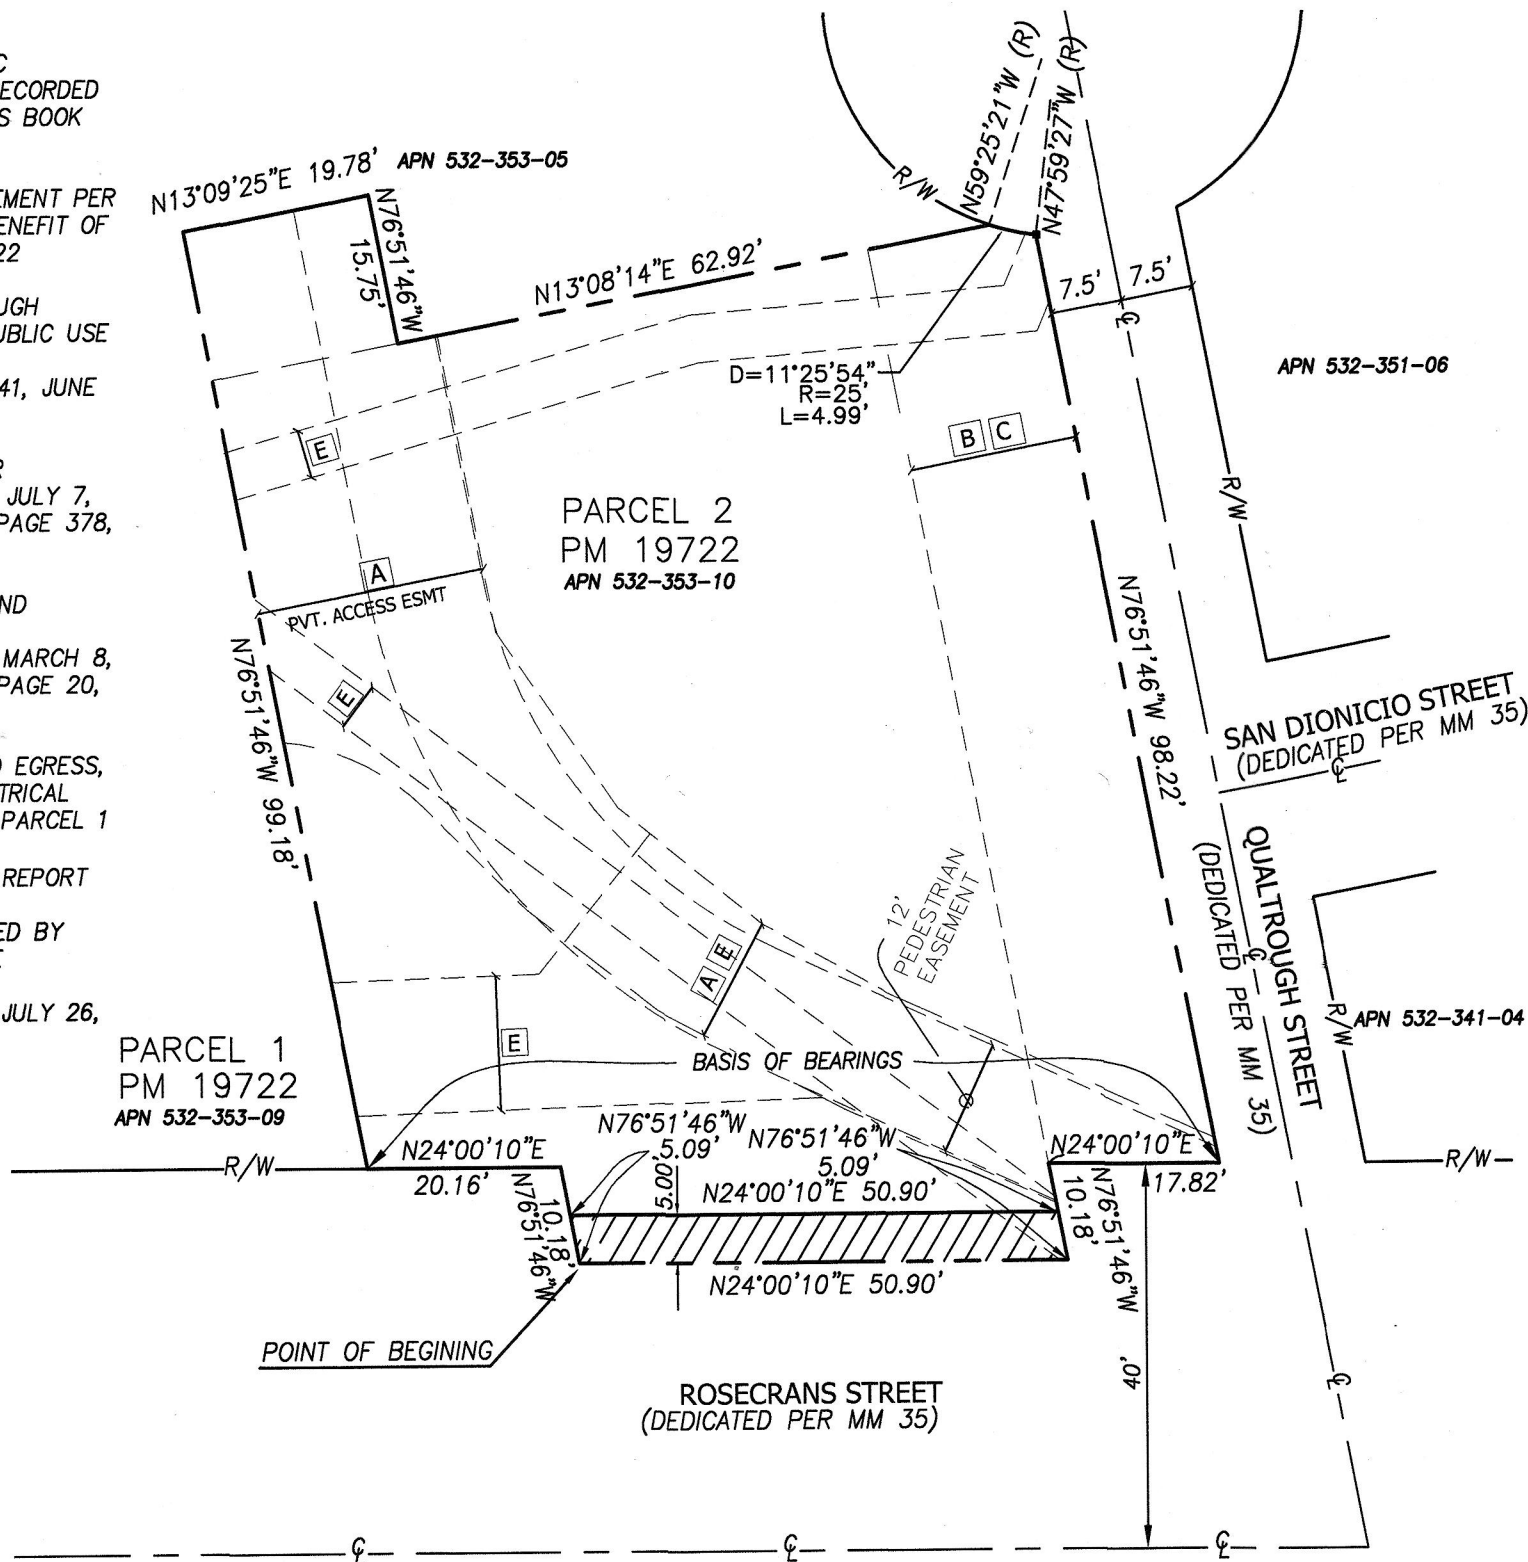 C
ECORDED
S BOOK
EMENT PER
ENEFIT OF
22
UGH
UBLIC USE
41, JUNE
R
JULY 7,
PAGE 378,
ND
MARCH 8,
PAGE 20,
EGRESS,
TRICAL
PARCEL 1
REPORT
ED BY
JULY 26,
N13°09'25"E 19.78'
APN 532-353-05
N76°51'46"W
15.75'
N13°08'14"E 62.92'
R/W
N59°25'21"W (R)
N47°59'27"W (R)
7.5'
7.5'
℄
D=11°25'54"
R=25'
L=4.99'
APN 532-351-06
B C
E
R/W
PARCEL 2
PM 19722
APN 532-353-10
A
PVT. ACCESS ESMT
N76°51'46"W 99.18'
E
N76°51'46"W 98.22'
SAN DIONICIO STREET
(DEDICATED PER MM 35)
℄
QUALTROUGH STREET
(DEDICATED PER MM 35)
℄
12'
PEDESTRIAN
EASEMENT
A E
E
R/W
APN 532-341-04
PARCEL 1
PM 19722
APN 532-353-09
BASIS OF BEARINGS
R/W
N24°00'10"E
20.16'
N76°51'46"W
5.09'
N76°51'46"W
5.09'
N24°00'10"E
17.82'
R/W
5.00'
N24°00'10"E 50.90'
10.18'
N76°51'46"W
N76°51'46"W
10.18'
N24°00'10"E 50.90'
POINT OF BEGINING
40'
ROSECRANS STREET
(DEDICATED PER MM 35)
℄
℄
℄
℄